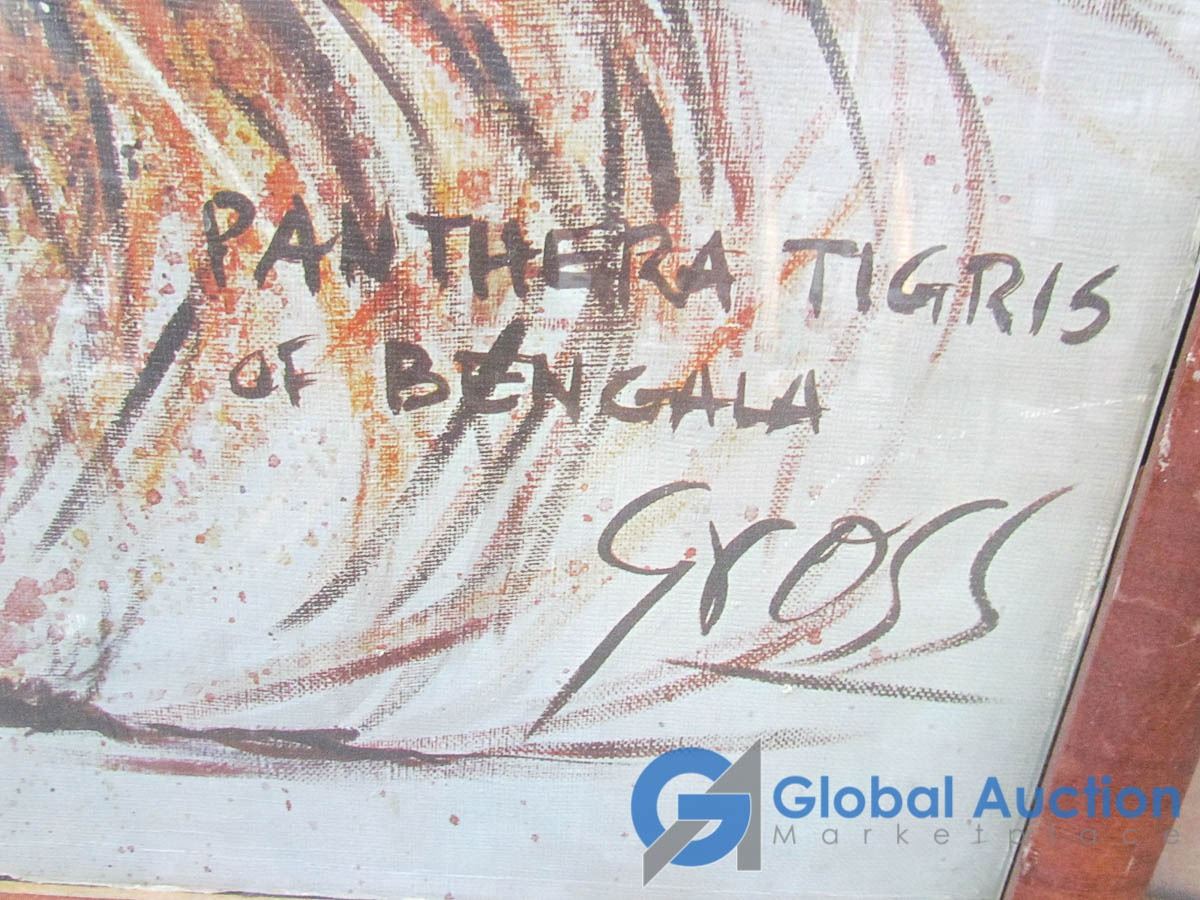 PANTHERA TIGRIS
OF BENGALA
Gross
Global Auction
Marketplace